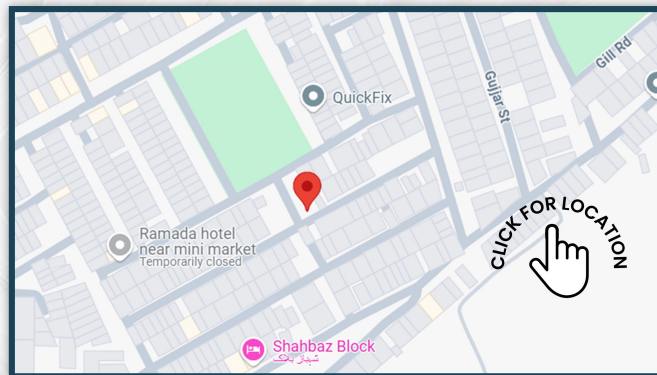 Gill Rd
Gujjar St
QuickFix
CLICK FOR LOCATION
Ramada hotel
near mini market
Temporarily closed
Shahbaz Block
شہباز بلاک